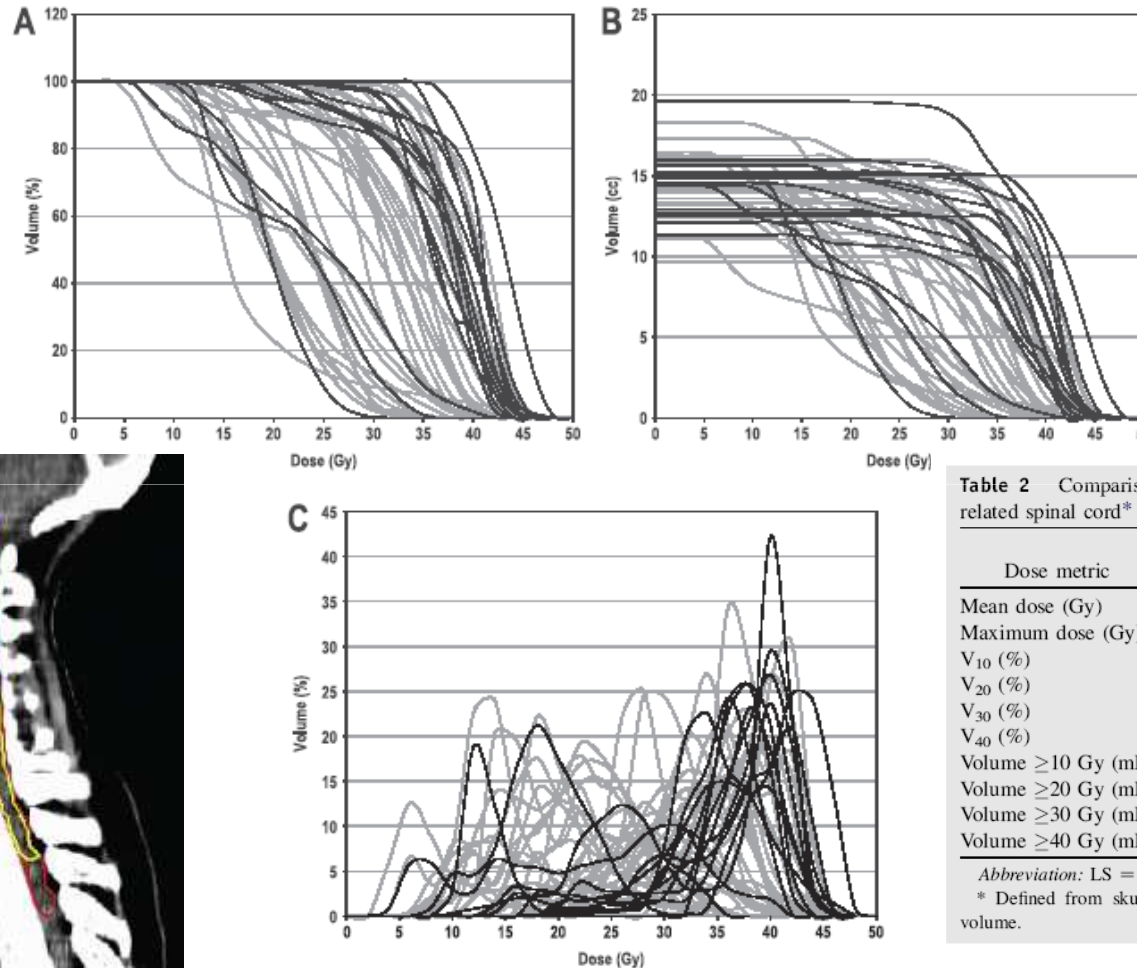 A
120
100
80
60
40
20
0
Volume (%)
0 5 10 15 20 25 30 35 40 45 50
Dose (Gy)
B
25
20
15
10
5
0
Volume (cc)
0 5 10 15 20 25 30 35 40 45
Dose (Gy)
C
45
40
35
30
25
20
15
10
5
0
Volume (%)
0 5 10 15 20 25 30 35 40 45 50
Dose (Gy)
Table 2 Comparis
related spinal cord*
Dose metric
Mean dose (Gy)
Maximum dose (Gy)
V10 (%)
V20 (%)
V30 (%)
V40 (%)
Volume ≥10 Gy (ml
Volume ≥20 Gy (ml
Volume ≥30 Gy (ml
Volume ≥40 Gy (ml
Abbreviation: LS =
* Defined from sku
volume.